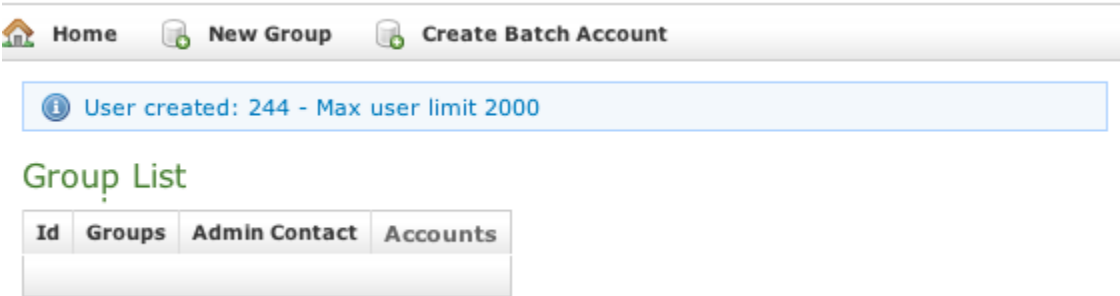 Home New Group Create Batch Account
User created: 244 - Max user limit 2000
Group List
Id Groups Admin Contact Accounts